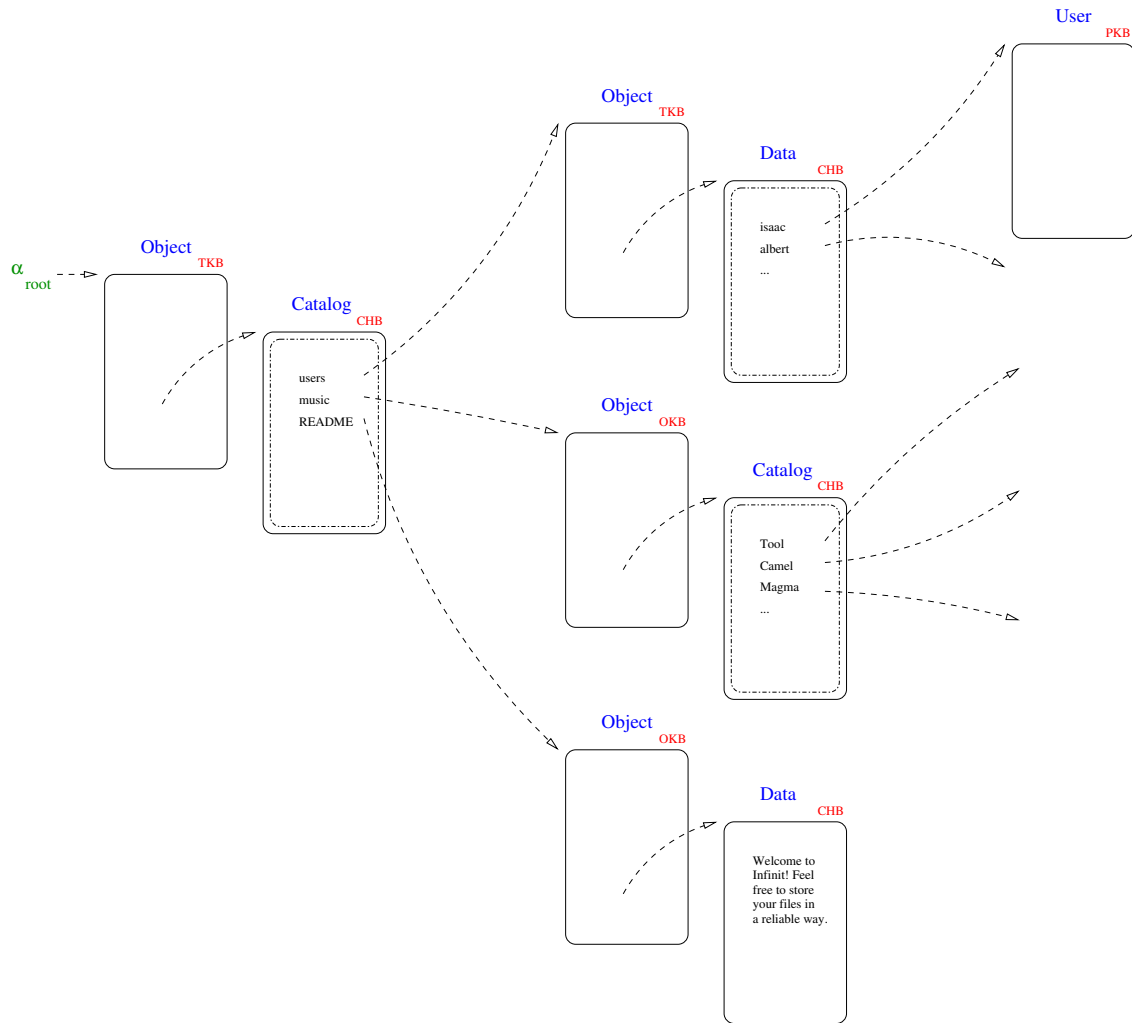 User
PKB
Object
TKB
Data
CHB
isaac
albert
...
α root
Object
TKB
Catalog
CHB
users
music
README
Object
OKB
Catalog
CHB
Tool
Camel
Magma
...
Object
OKB
Data
CHB
Welcome to
Infinit! Feel
free to store
your files in
a reliable way.